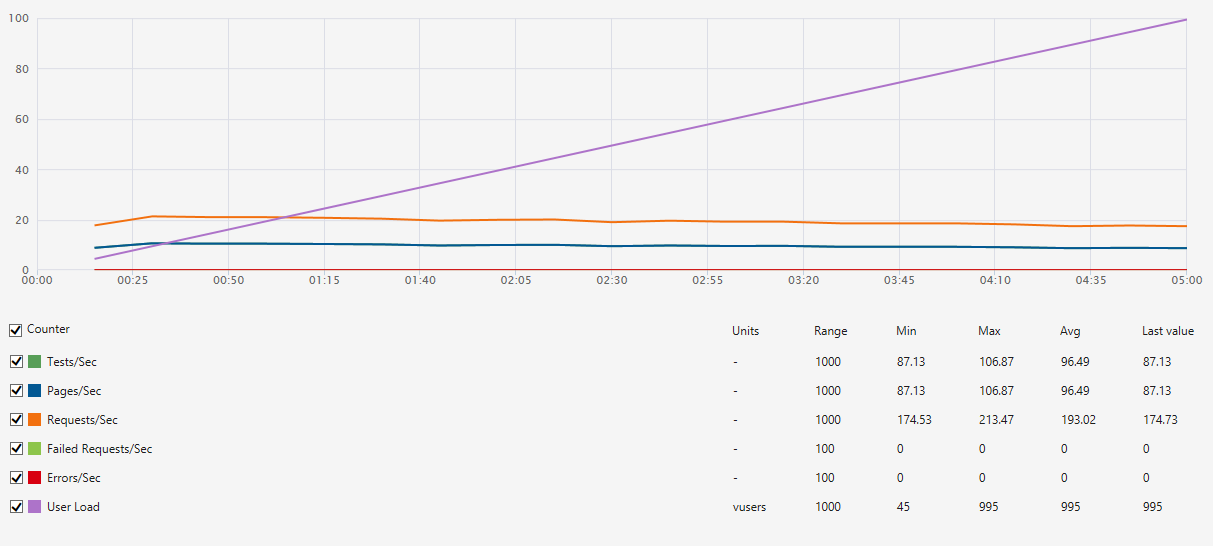 100
80
60
40
20
0
00:00 00:25 00:50 01:15 01:40 02:05 02:30 02:55 03:20 03:45 04:10 04:35 05:00
Counter Units Range Min Max Avg Last value
Tests/Sec - 1000 87.13 106.87 96.49 87.13
Pages/Sec - 1000 87.13 106.87 96.49 87.13
Requests/Sec - 1000 174.53 213.47 193.02 174.73
Failed Requests/Sec - 100 0 0 0 0
Errors/Sec - 100 0 0 0 0
User Load vusers 1000 45 995 995 995